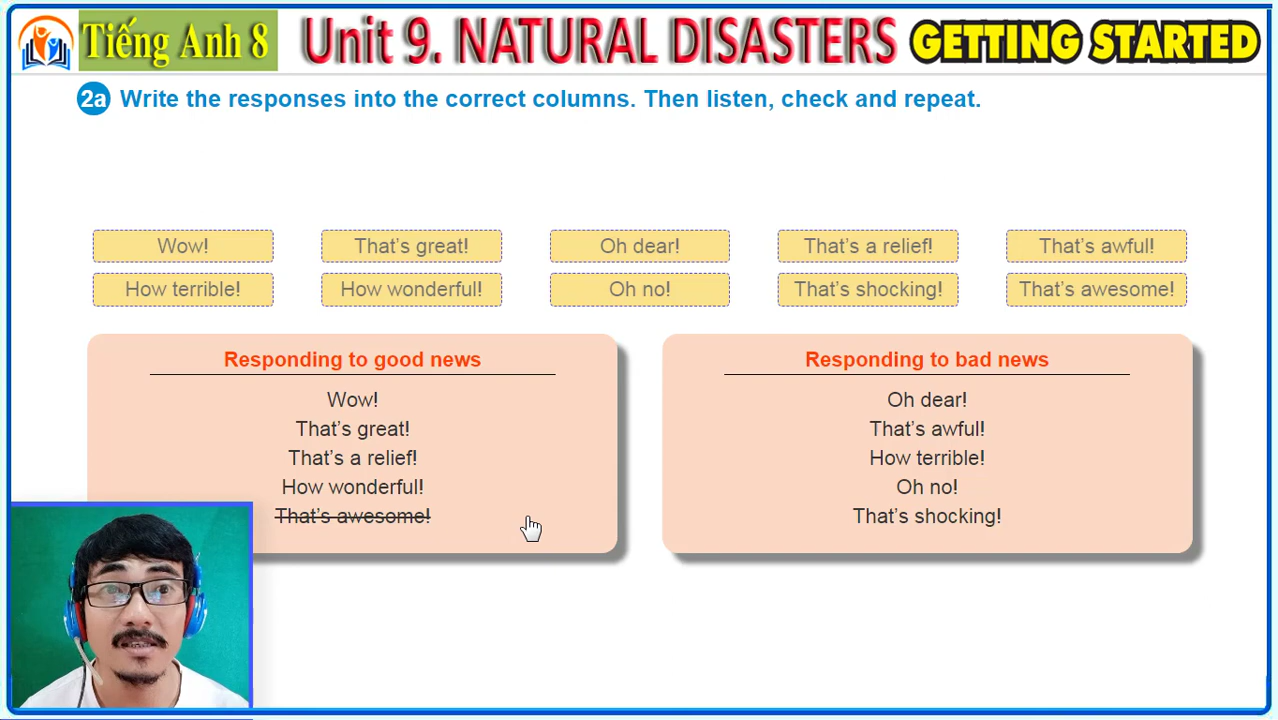 Tiếng Anh 8 Unit 9. NATURAL DISASTERS GETTING STARTED
2a Write the responses into the correct columns. Then listen, check and repeat.
Wow! That's great! Oh dear! That's a relief! That's awful!
How terrible! How wonderful! Oh no! That's shocking! That's awesome!
Responding to good news
Wow!
That's great!
That's a relief!
How wonderful!
That's awesome!
Responding to bad news
Oh dear!
That's awful!
How terrible!
Oh no!
That's shocking!